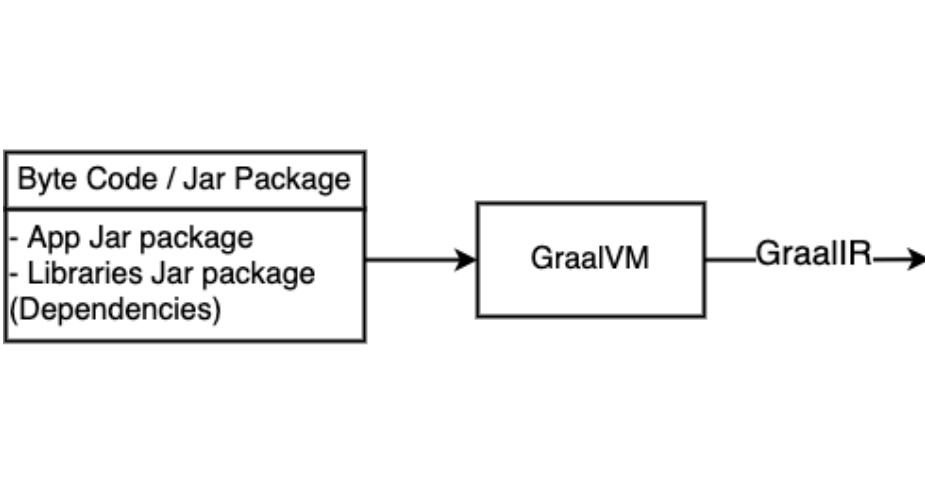 Byte Code / Jar Package
- App Jar package
- Libraries Jar package
(Dependencies)
GraalVM
GraalIR